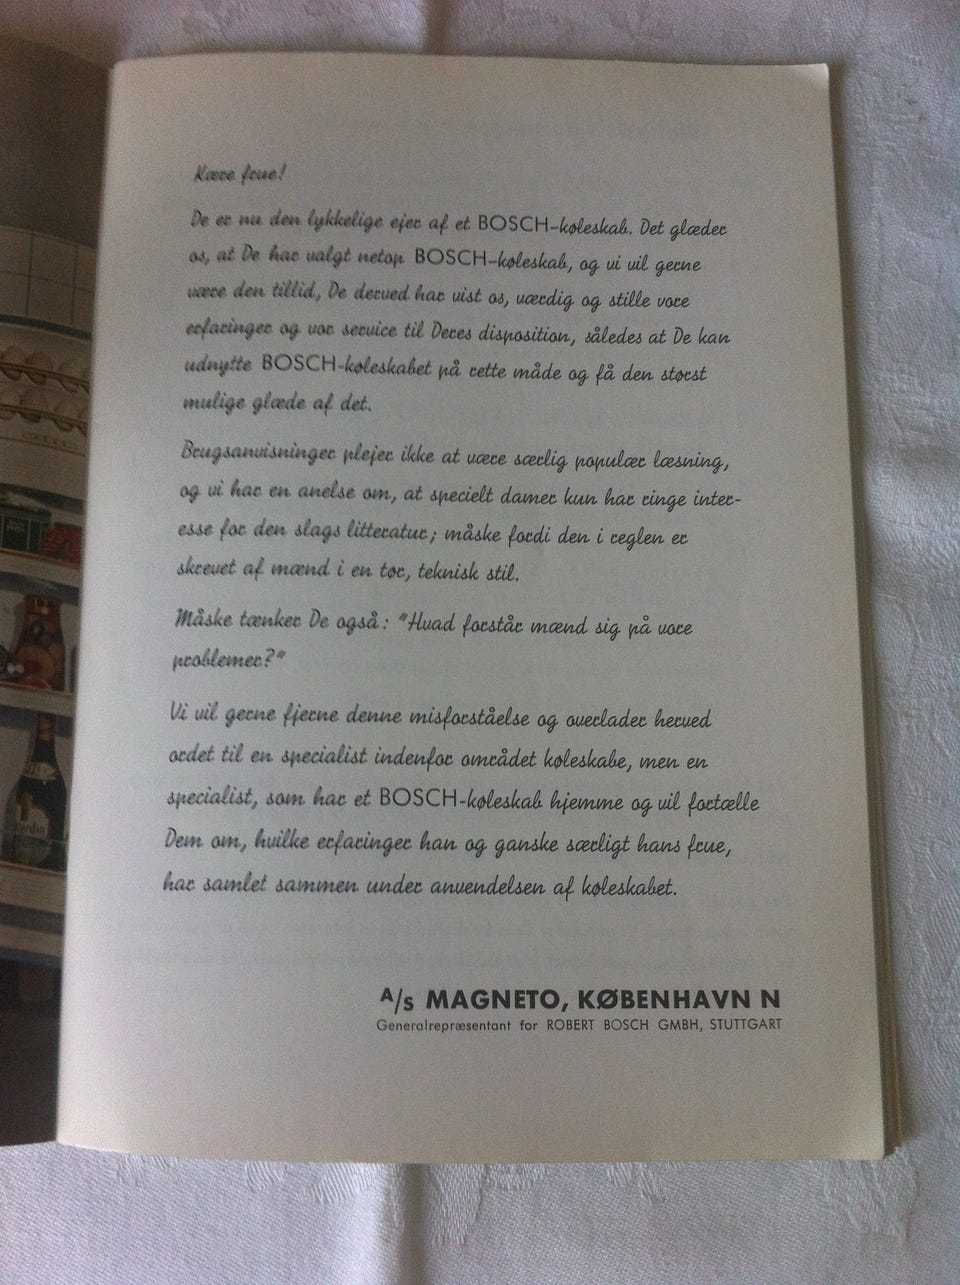 Kære frue!
De er nu den lykkelige ejer af et BOSCH-køleskab. Det glæder
os, at De har valgt netop BOSCH-køleskab, og vi vil gerne
være den tillid, De derved har vist os, værdig og stille vore
erfaringer og vor service til Deres disposition, således at De kan
udnytte BOSCH-køleskabet på rette måde og få den størst
mulige glæde af det.
Brugsanvisninger plejer ikke at være særlig populær læsning,
og vi har en anelse om, at specielt damer kun har ringe inter-
esse for den slags litteratur; måske fordi den i reglen er
skrevet af mænd i en tør, teknisk stil.
Måske tænker De også: "Hvad forstår mænd sig på vore
problemer?"
Vi vil gerne fjerne denne misforståelse og overlader herved
ordet til en specialist indenfor området køleskabe, men en
specialist, som har et BOSCH-køleskab hjemme og vil fortælle
Dem om, hvilke erfaringer han og ganske særligt hans frue,
har samlet sammen under anvendelsen af køleskabet.
A/S MAGNETO, KØBENHAVN N
Generalrepræsentant for ROBERT BOSCH GMBH, STUTTGART